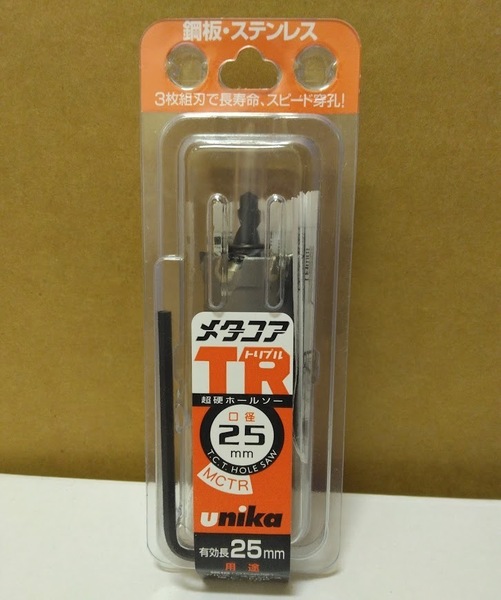 鋼板・ステンレス
3枚組刃で長寿命、スピード穿孔!
メタコア
トリプル
TR
超硬ホールソー
口径
25
mm
T.C.T. HOLE SAW
MCTR
unika
有効長25mm
用途